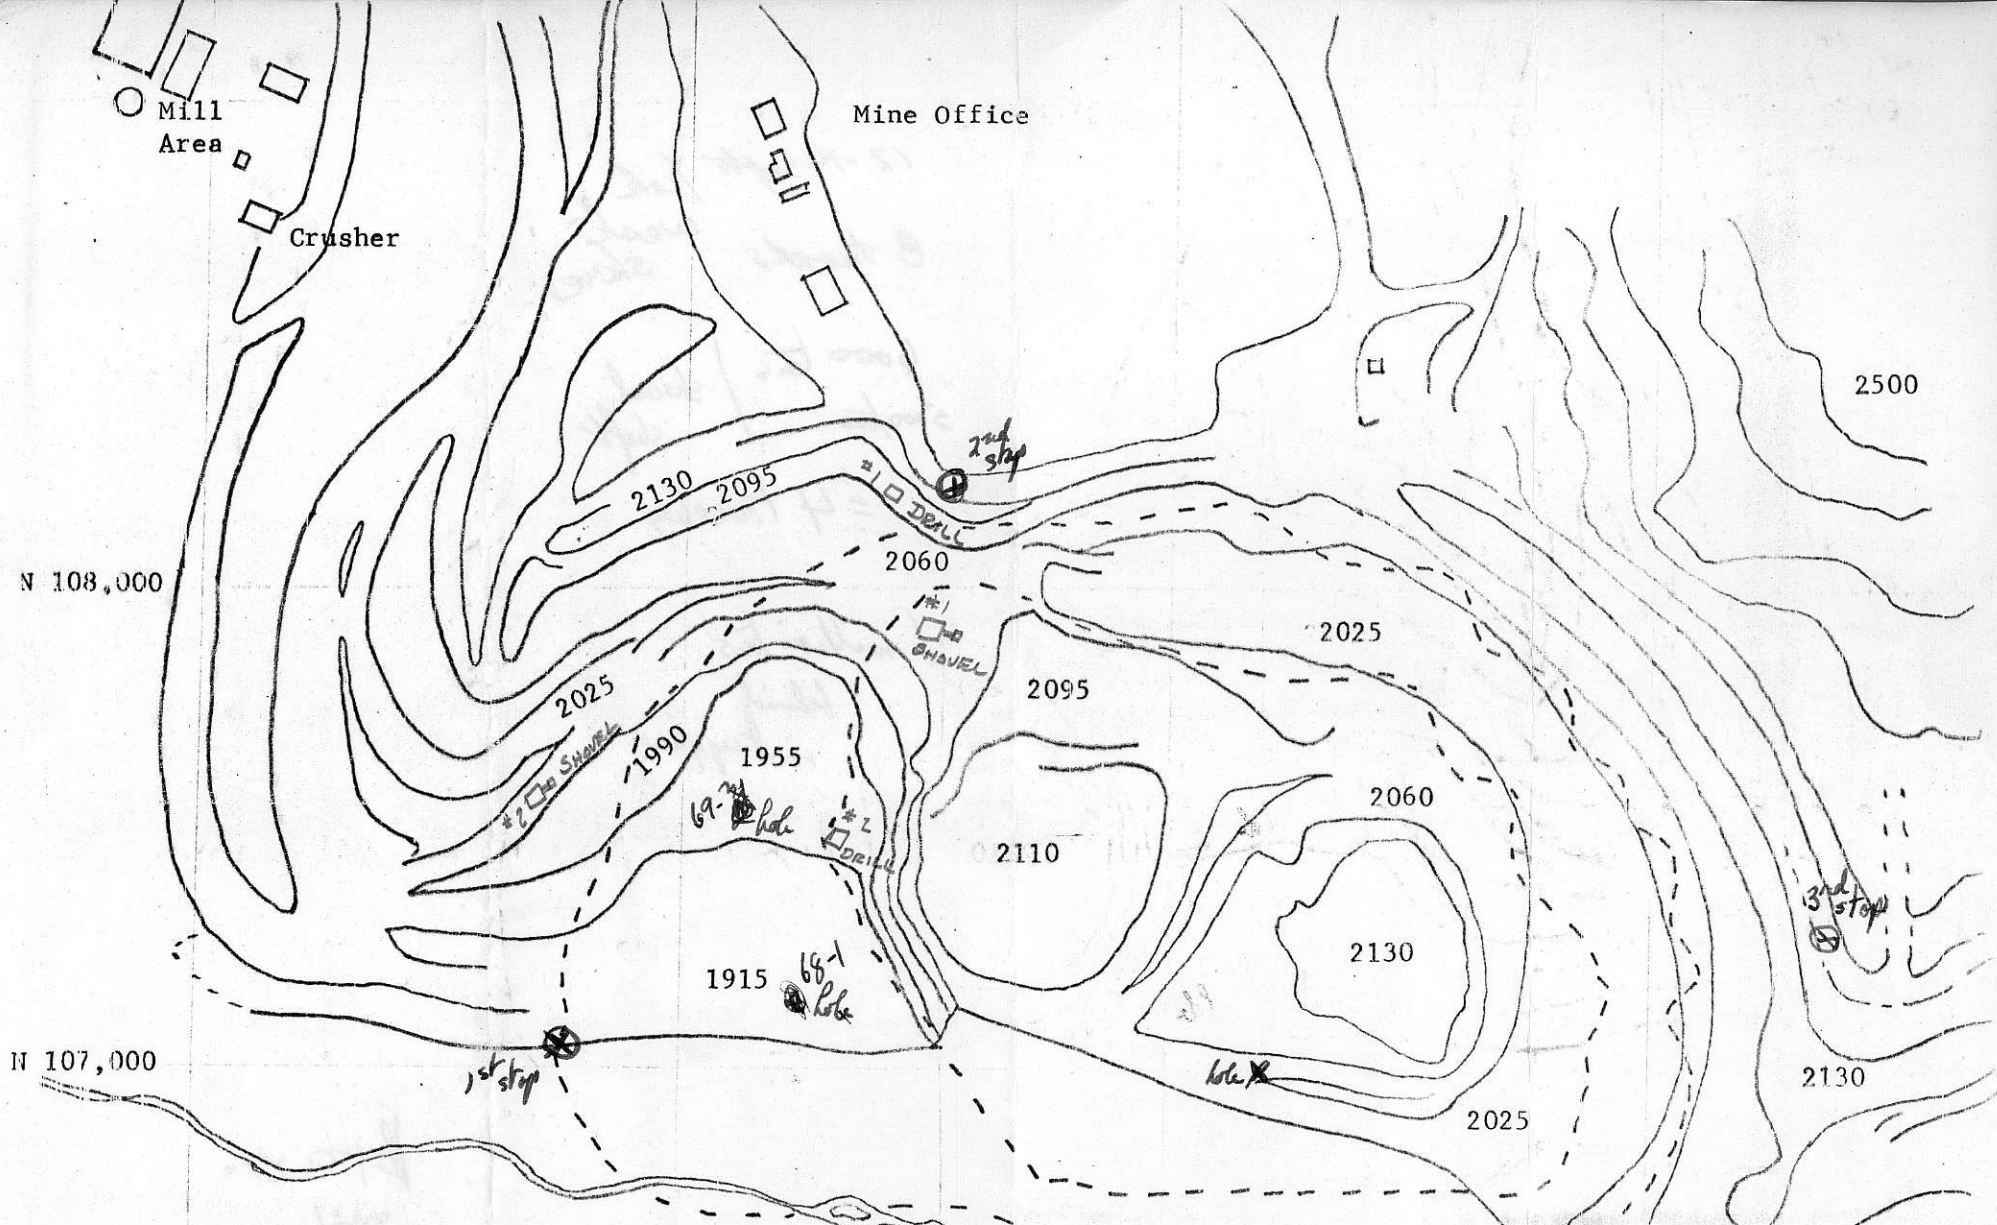 Mill
Area
Mine Office
Crusher
2500
2nd
stop
2130
2095
#1
DRILL
2060
N 108,000
#1
SHOVEL
2025
2095
2025
SHOVEL
#2
1990
1955
69-
hole
#2
DRILL
2060
2110
3rd
stop
2130
1915
68-1
hole
N 107,000
1st stop
hole
2130
2025